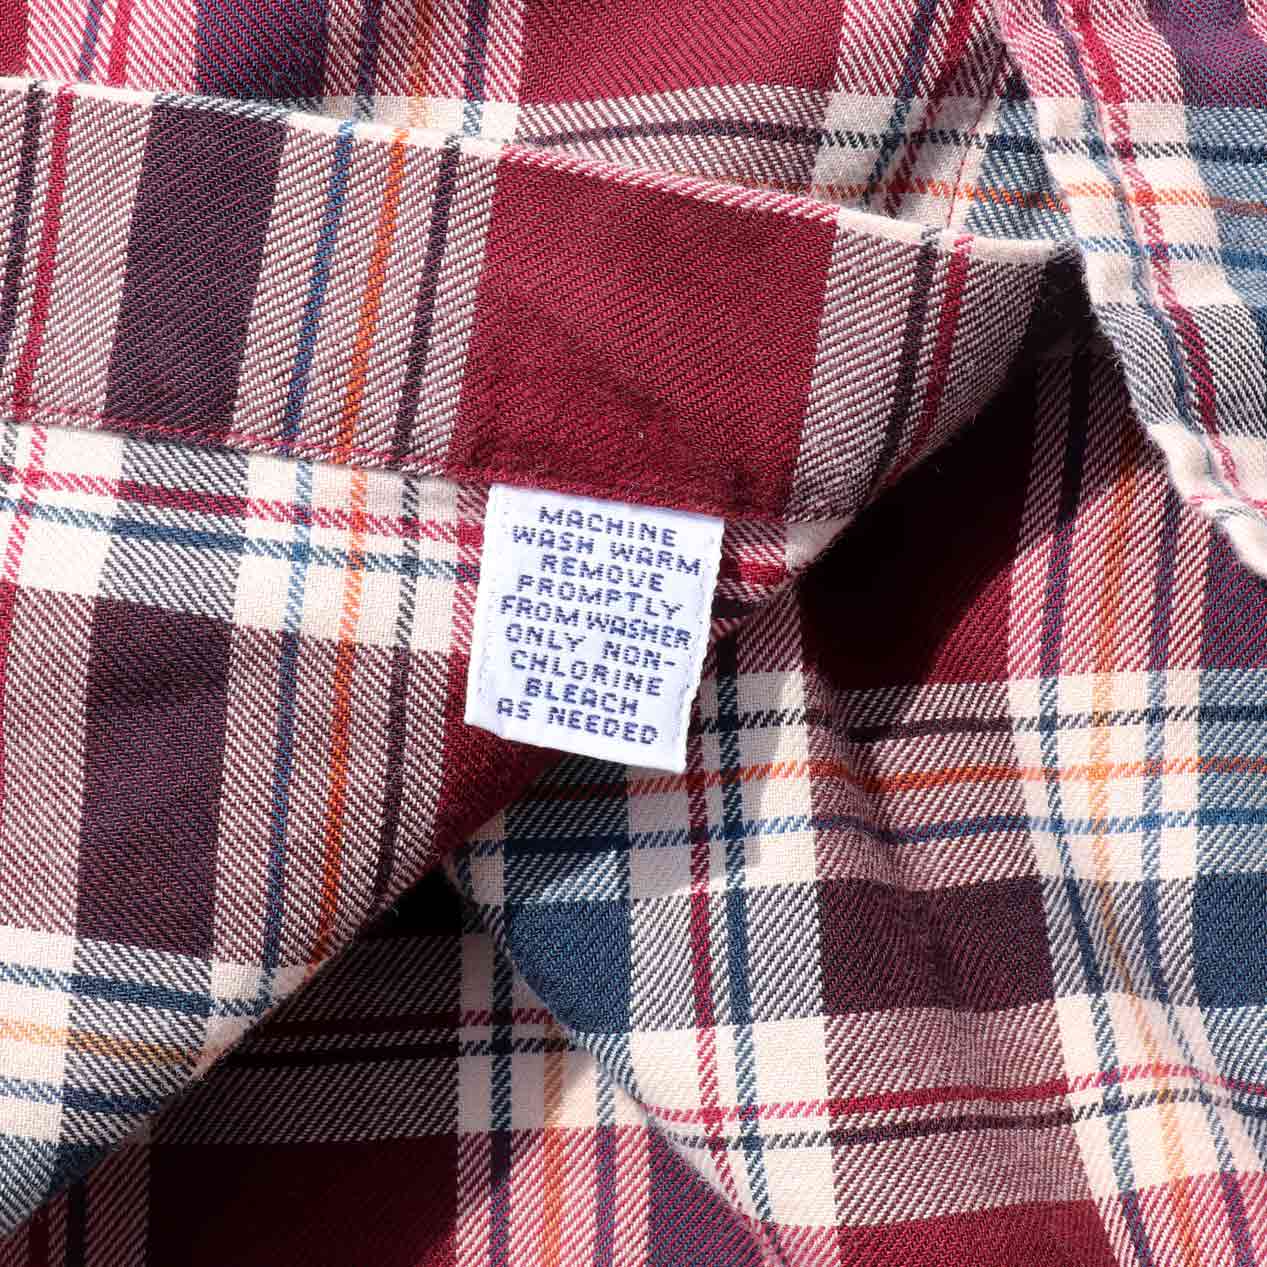 MACHINE
WASH WARM
REMOVE
PROMPTLY
FROM WASHER
ONLY NON-
CHLORINE
BLEACH
AS NEEDED